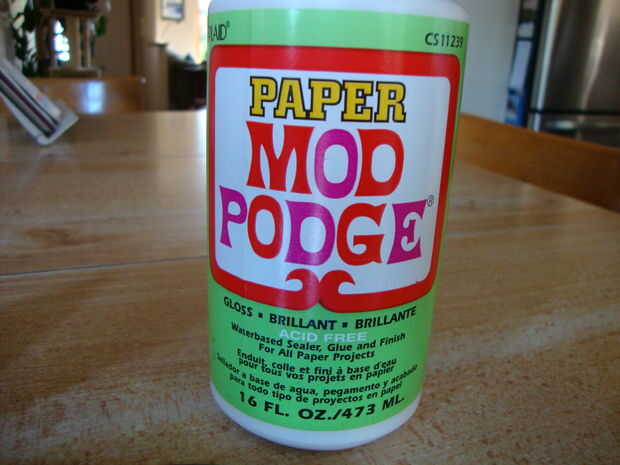 CS11239
PAPER
MOD
PODGE®
GLOSS ▪ BRILLANT ▪ BRILLANTE
ACID FREE
Waterbased Sealer, Glue and Finish
For All Paper Projects
Enduit, colle et fini à base d'eau
pour tous vos projets en papier
Sellador a base de agua, pegamento y acabado
para todo tipo de proyectos en papel
16 FL. OZ./473 ML.